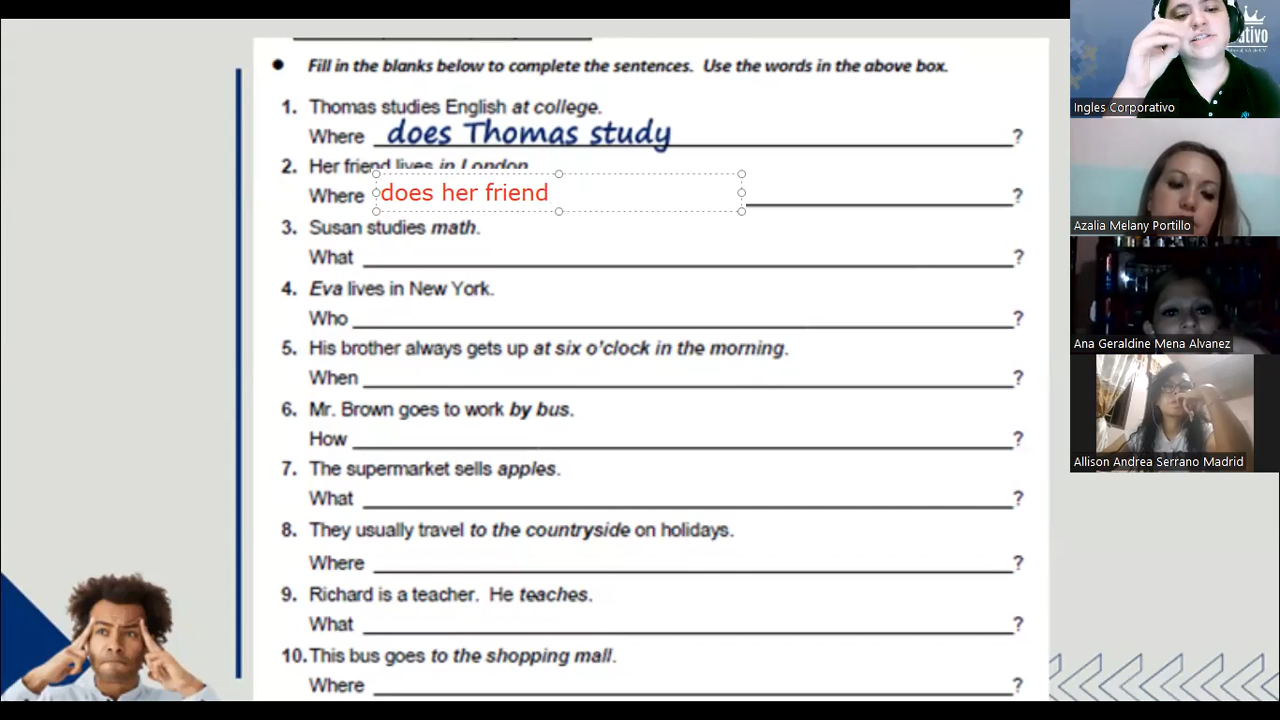 ● Fill in the blanks below to complete the sentences. Use the words in the above box.
1. Thomas studies English at college.
Where does Thomas study ?
2. Her friend lives in London
Where does her friend ?
3. Susan studies math.
What ?
4. Eva lives in New York.
Who ?
5. His brother always gets up at six o'clock in the morning.
When ?
6. Mr. Brown goes to work by bus.
How ?
7. The supermarket sells apples.
What ?
8. They usually travel to the countryside on holidays.
Where ?
9. Richard is a teacher. He teaches.
What ?
10. This bus goes to the shopping mall.
Where ?
Ingles Corporativo
Azalia Melany Portillo
Ana Geraldine Mena Alvanez
Allison Andrea Serrano Madrid